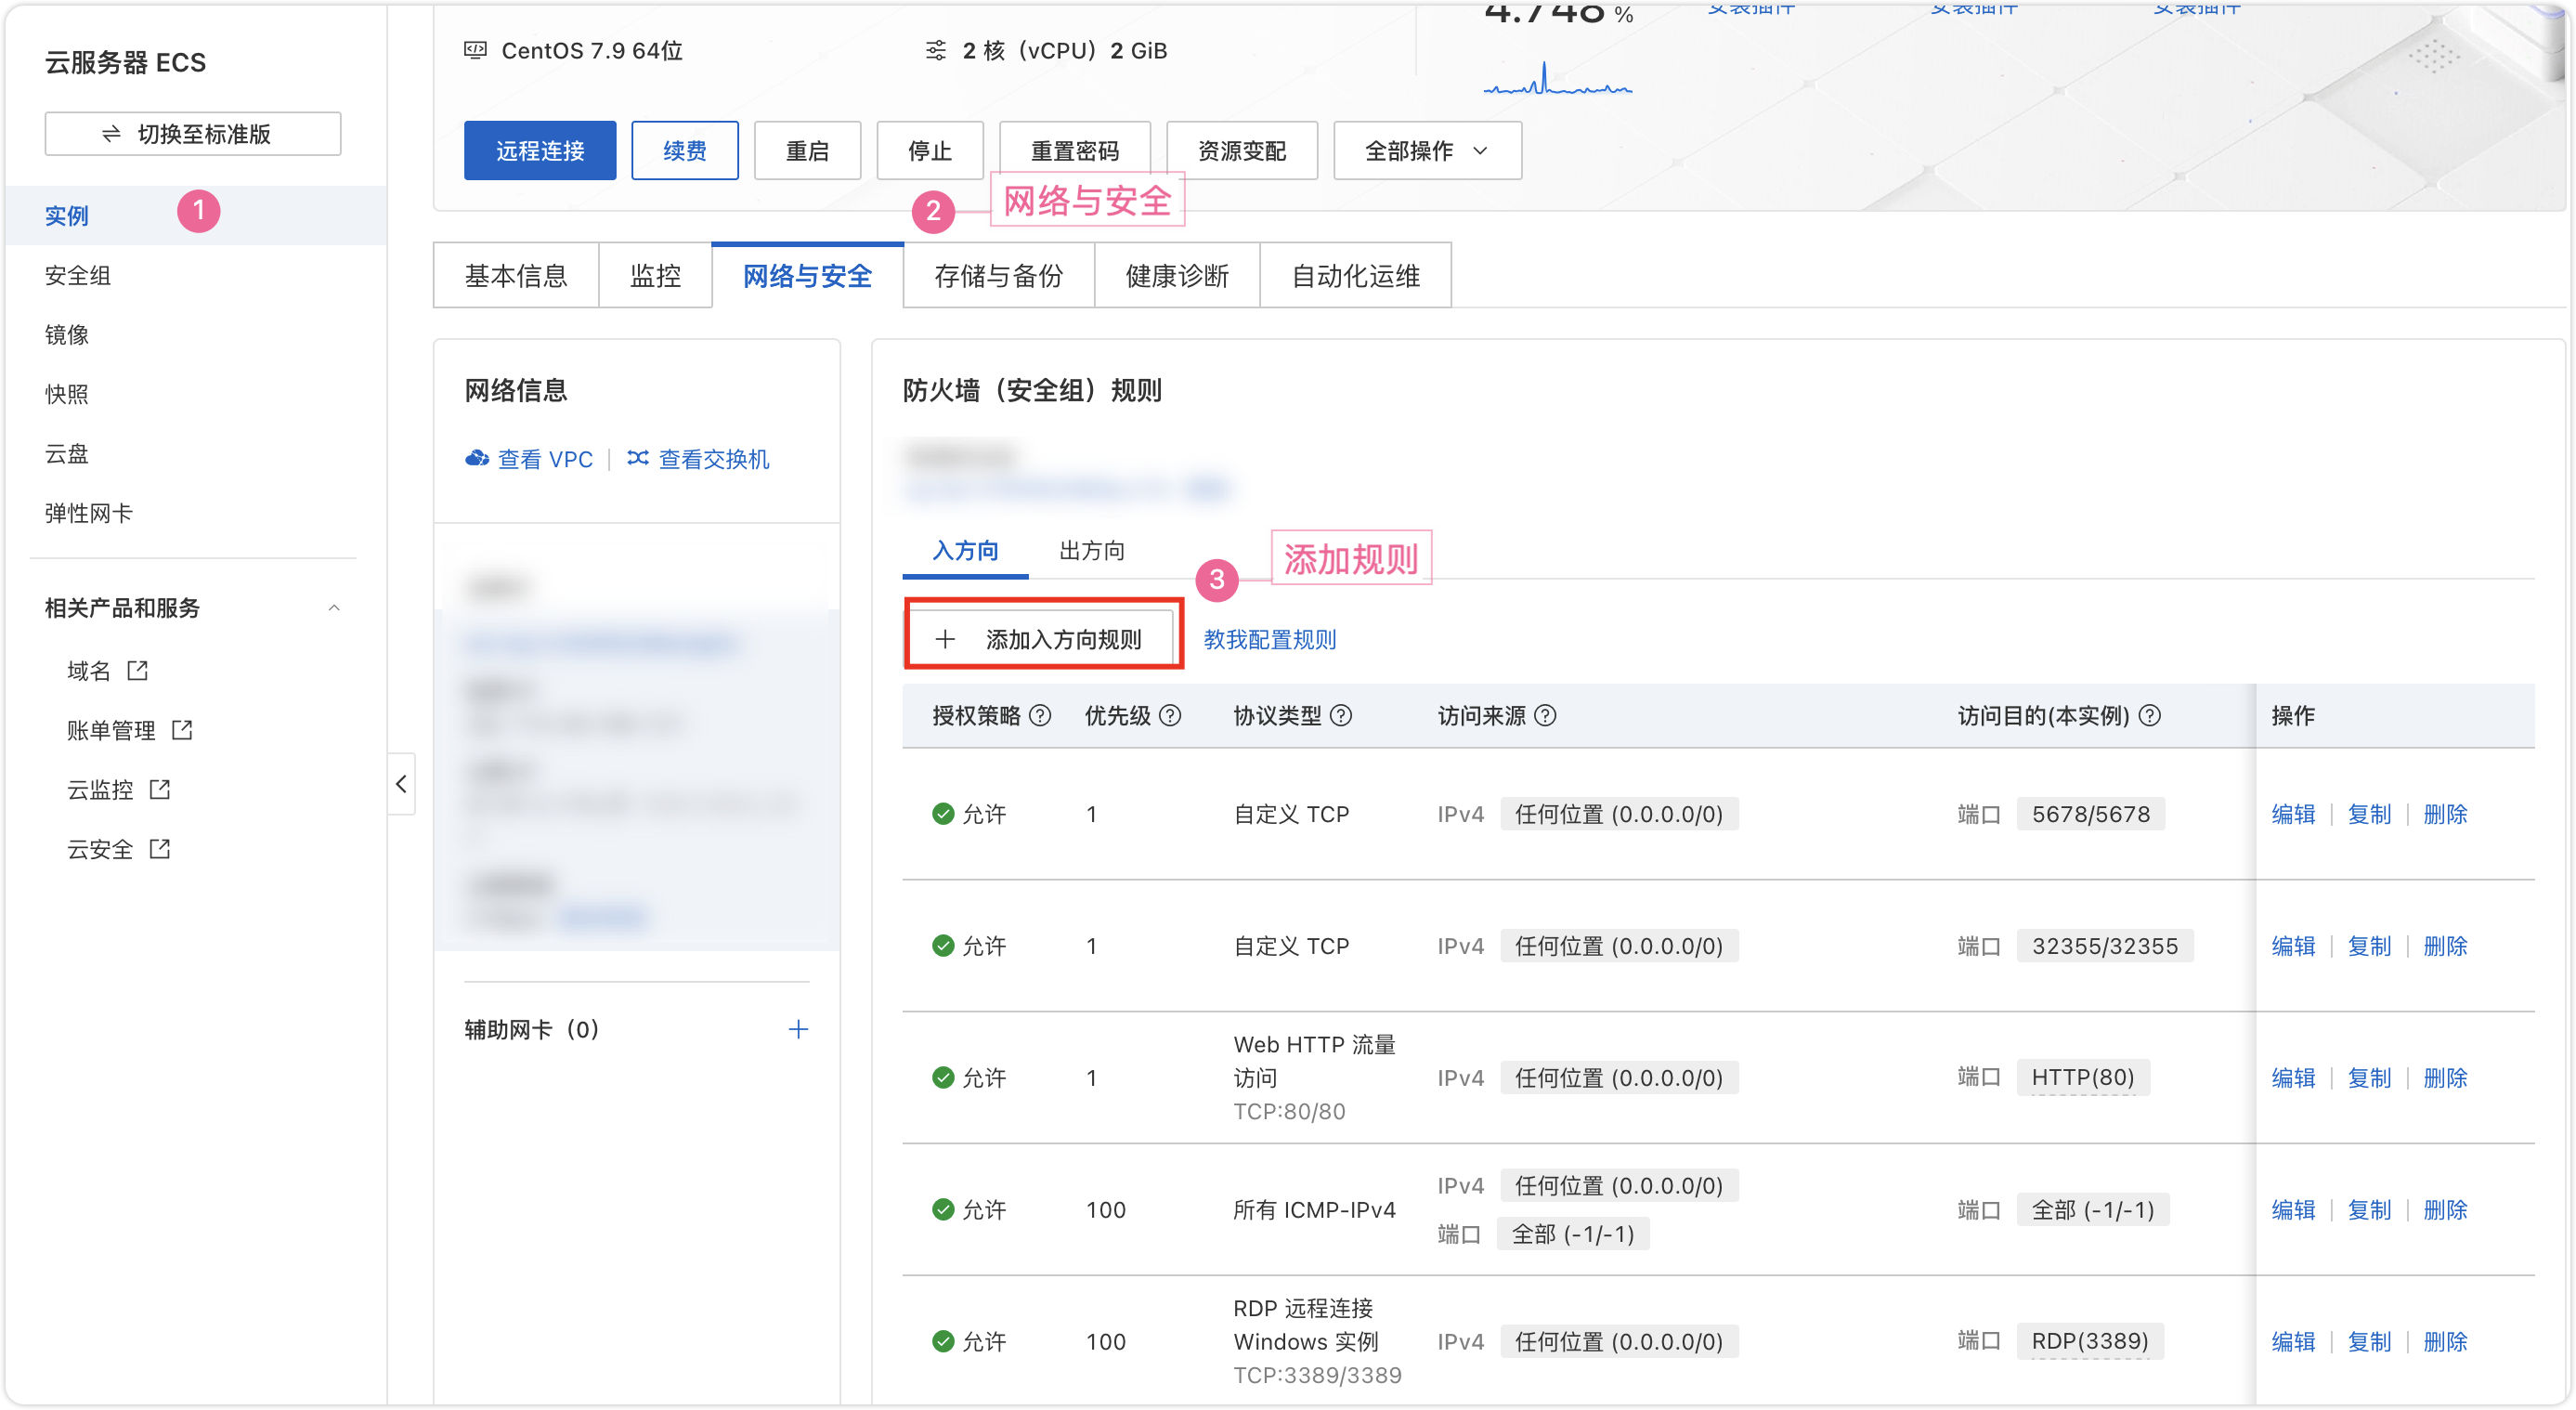 云服务器 ECS
切换至标准版
实例
1
安全组
镜像
快照
云盘
弹性网卡
相关产品和服务
域名
账单管理
云监控
云安全
4.748 %
安装插件
安装插件
安装插件
CentOS 7.9 64位
2 核（vCPU）2 GiB
远程连接
续费
重启
停止
重置密码
资源变配
全部操作
2
网络与安全
基本信息
监控
网络与安全
存储与备份
健康诊断
自动化运维
网络信息
查看 VPC
查看交换机
辅助网卡（0）
防火墙（安全组）规则
入方向
出方向
3
添加规则
添加入方向规则
教我配置规则
授权策略 优先级 协议类型 访问来源 访问目的(本实例) 操作
允许 1 自定义 TCP IPv4 任何位置 (0.0.0.0/0) 端口 5678/5678 编辑 复制 删除
允许 1 自定义 TCP IPv4 任何位置 (0.0.0.0/0) 端口 32355/32355 编辑 复制 删除
Web HTTP 流量
允许 1 访问 IPv4 任何位置 (0.0.0.0/0) 端口 HTTP(80) 编辑 复制 删除
TCP:80/80
IPv4 任何位置 (0.0.0.0/0)
允许 100 所有 ICMP-IPv4 端口 全部 (-1/-1) 编辑 复制 删除
端口 全部 (-1/-1)
RDP 远程连接
允许 100 Windows 实例 IPv4 任何位置 (0.0.0.0/0) 端口 RDP(3389) 编辑 复制 删除
TCP:3389/3389